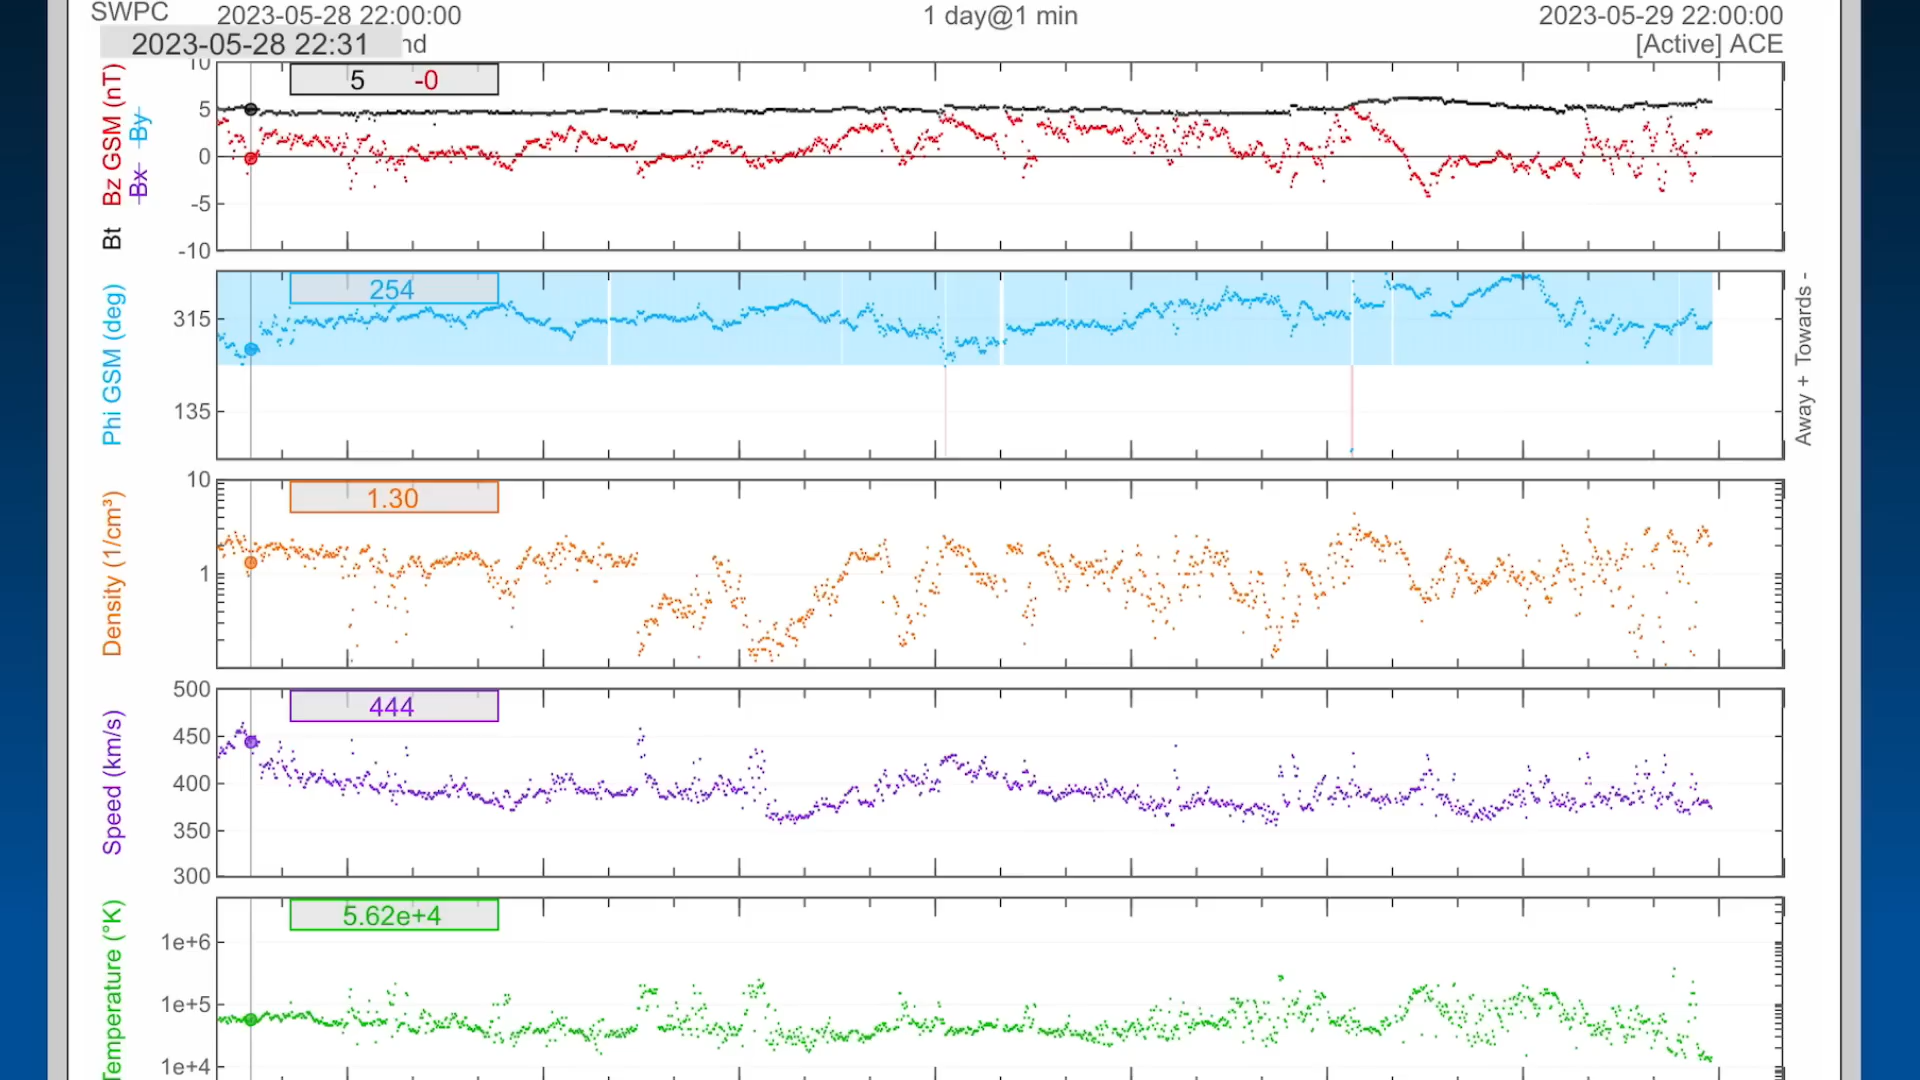 SWPC 2023-05-28 22:00:00 1 day@1 min 2023-05-29 22:00:00
2023-05-28 22:31 nd [Active] ACE
Bt Bz GSM (nT)
Bx By
10
5
0
-5
-10
5 -0
Phi GSM (deg)
315
135
254
Away + Towards -
Density (1/cm³)
10
1
1.30
Speed (km/s)
500
450
400
350
300
444
Temperature (°K)
1e+6
1e+5
1e+4
5.62e+4